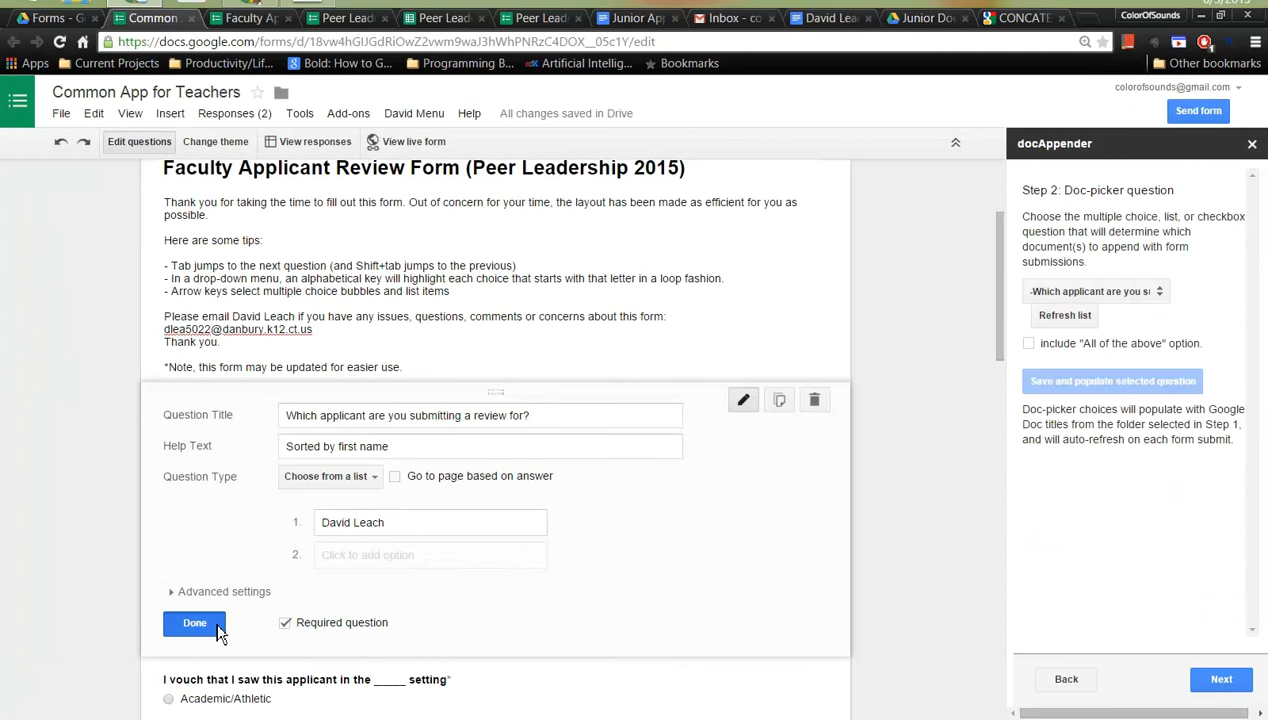 6/5/2015
Forms - G
Common
Faculty A
Peer Lead
Peer Lead
Peer Lead
Junior Ap
Inbox - co
David Lea
Junior Do
CONCATE
ColorOfSounds
https://docs.google.com/forms/d/18vw4hGIJGdRiOwZ2vwm9waJ3hWhPNRzC4DOX__05c1Y/edit
Apps
Current Projects
Productivity/Lif...
Bold: How to G...
Programming B...
Artificial Intellig...
Bookmarks
Other bookmarks
Common App for Teachers
colorofsounds@gmail.com
File Edit View Insert Responses (2) Tools Add-ons David Menu Help All changes saved in Drive
Send form
Edit questions
Change theme
View responses
View live form
docAppender
Faculty Applicant Review Form (Peer Leadership 2015)
Thank you for taking the time to fill out this form. Out of concern for your time, the layout has been made as efficient for you as
possible.
Here are some tips:
- Tab jumps to the next question (and Shift+tab jumps to the previous)
- In a drop-down menu, an alphabetical key will highlight each choice that starts with that letter in a loop fashion.
- Arrow keys select multiple choice bubbles and list items
Please email David Leach if you have any issues, questions, comments or concerns about this form:
dlea5022@danbury.k12.ct.us
Thank you.
*Note, this form may be updated for easier use.
Question Title
Which applicant are you submitting a review for?
Help Text
Sorted by first name
Question Type
Choose from a list
Go to page based on answer
1. David Leach
2. Click to add option
Advanced settings
Done
Required question
I vouch that I saw this applicant in the _____ setting*
Academic/Athletic
Step 2: Doc-picker question
Choose the multiple choice, list, or checkbox
question that will determine which
document(s) to append with form
submissions.
-Which applicant are you su
Refresh list
include "All of the above" option.
Save and populate selected question
Doc-picker choices will populate with Google
Doc titles from the folder selected in Step 1,
and will auto-refresh on each form submit.
Back
Next